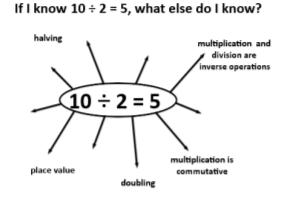 If I know 10 ÷ 2 = 5, what else do I know?
halving
multiplication and
division are
inverse operations
10 ÷ 2 = 5
place value
multiplication is
commutative
doubling